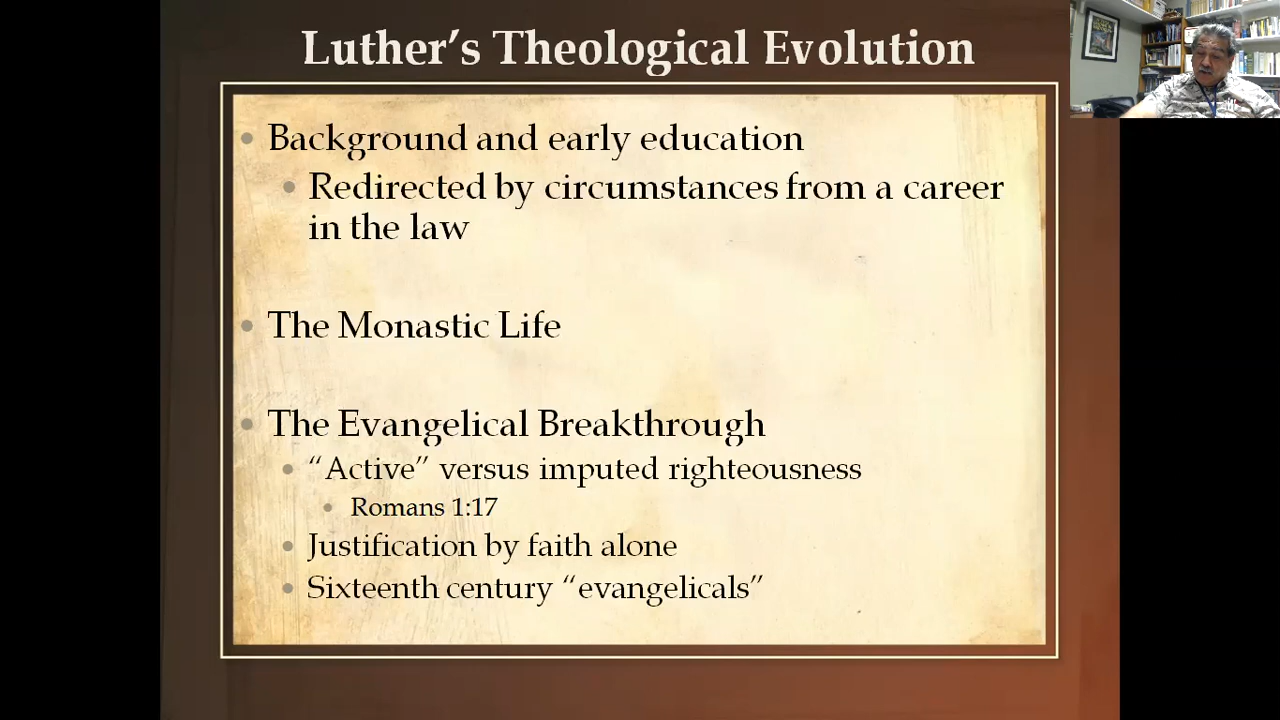 Luther's Theological Evolution
Background and early education
Redirected by circumstances from a career
in the law
The Monastic Life
The Evangelical Breakthrough
“Active” versus imputed righteousness
Romans 1:17
Justification by faith alone
Sixteenth century “evangelicals”